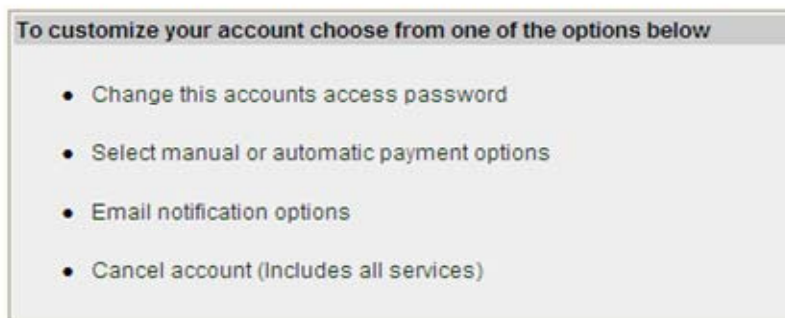 To customize your account choose from one of the options below
Change this accounts access password
Select manual or automatic payment options
Email notification options
Cancel account (Includes all services)